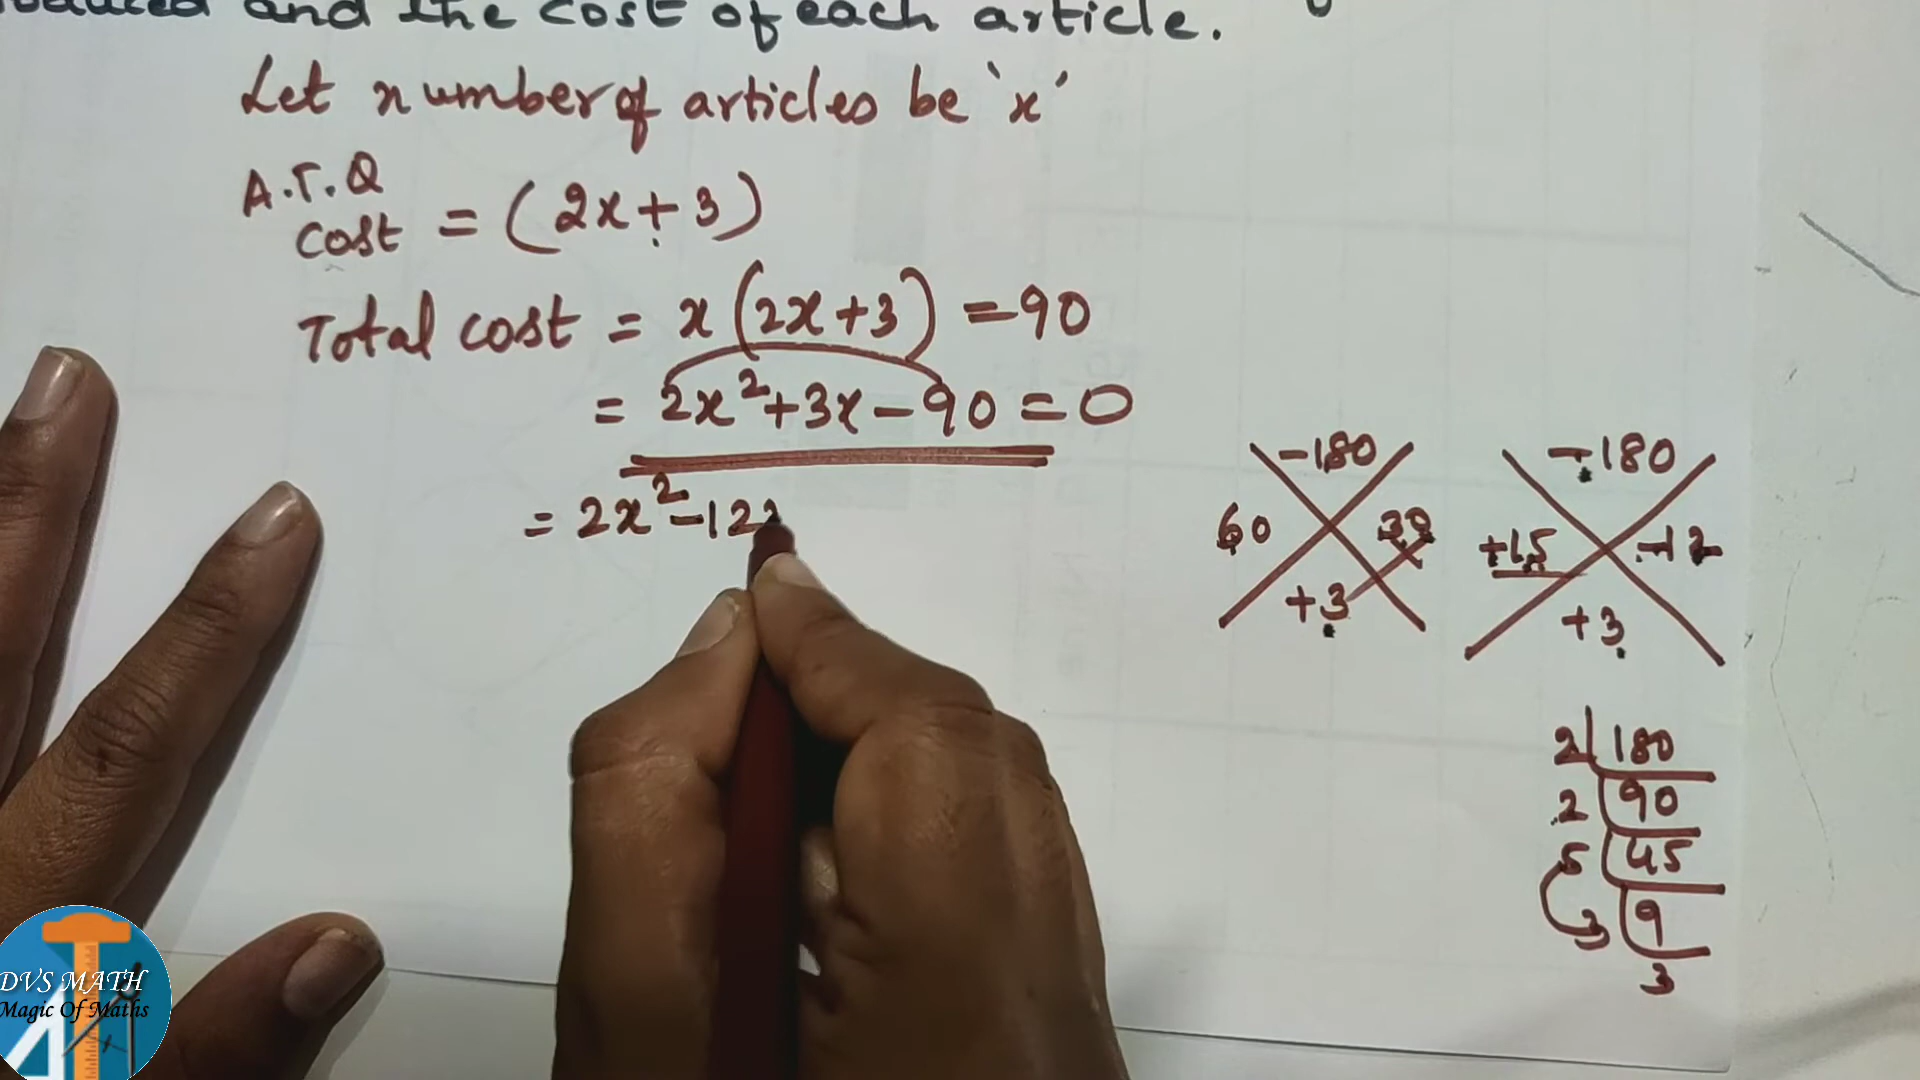 and the cost of each article.
Let number of articles be 'x'
A.T.Q
cost = (2x+3)
Total cost = x(2x+3) = 90
= 2x²+3x-90=0
= 2x²-12x
-180
60 30
+3
-180
+15 -12
+3
2 180
2 90
5 45
3 9
3
DVS MATH
Magic Of Maths